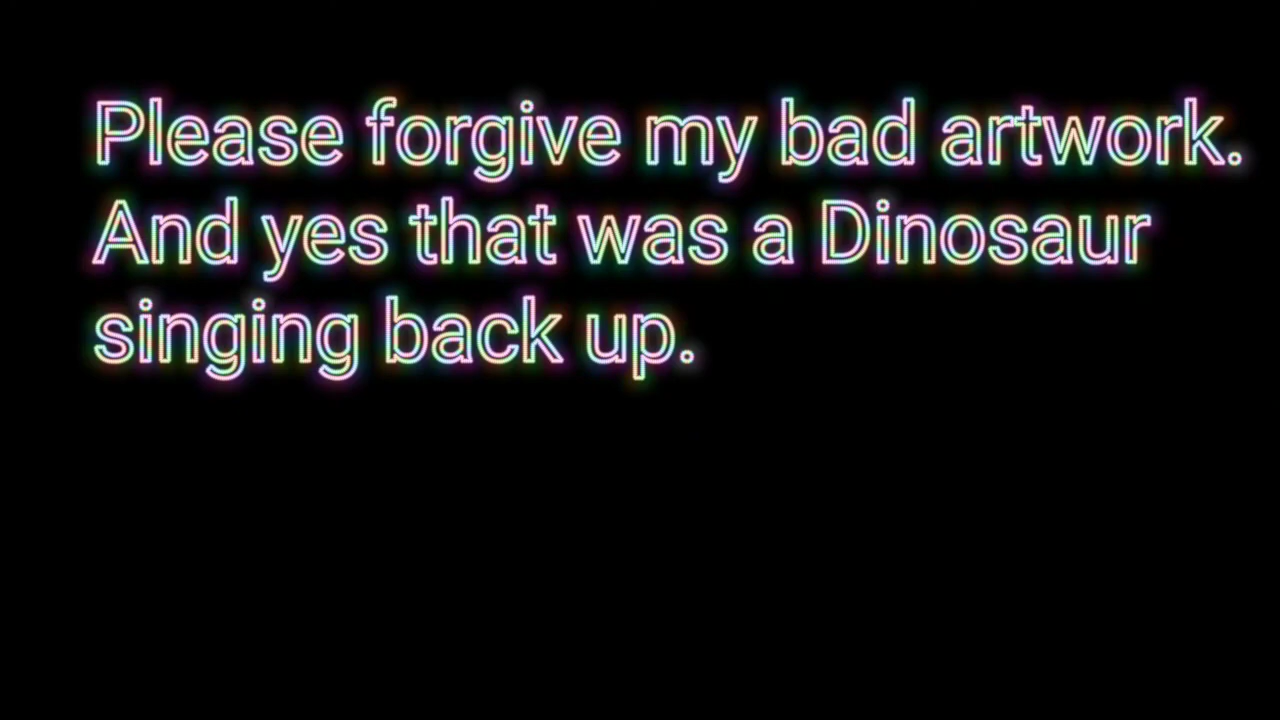 Please forgive my bad artwork.
And yes that was a Dinosaur
singing back up.